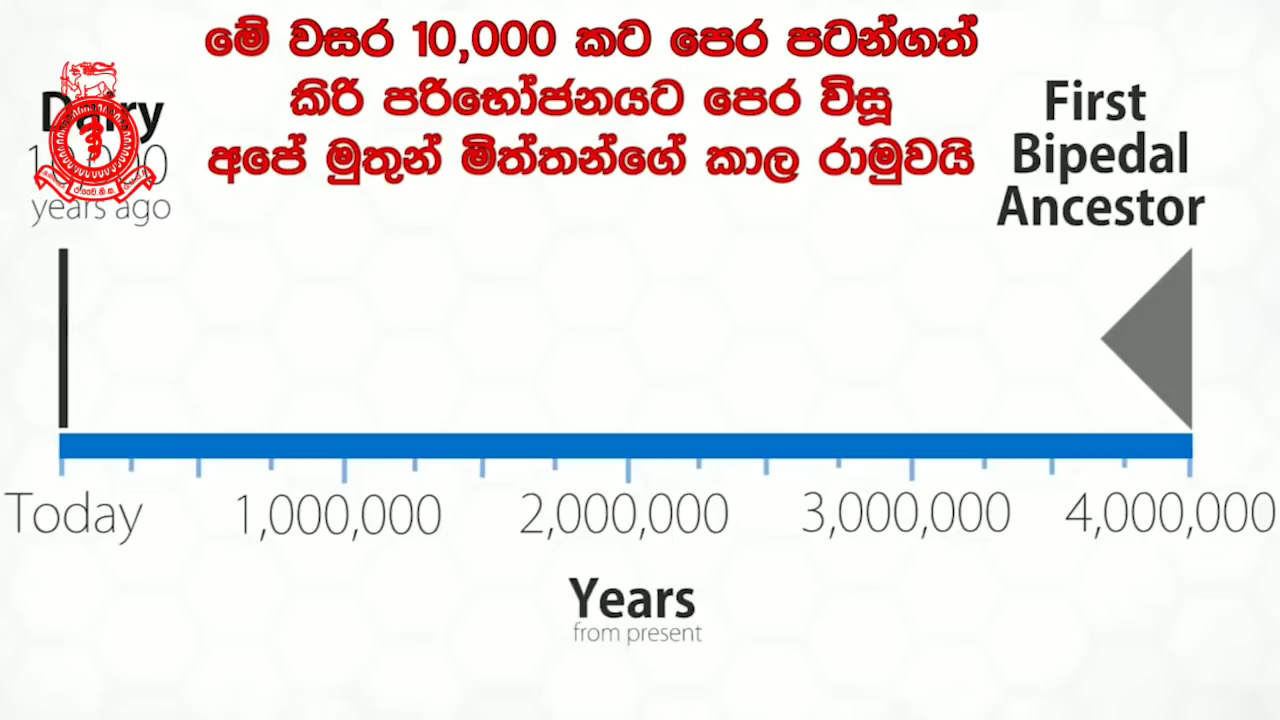 මේ වසර 10,000 කට පෙර පටන්ගත්
කිරි පරිභෝජනයට පෙර විසූ
අපේ මුතුන් මිත්තන්ගේ කාල රාමුවයි
years ago
First
Bipedal
Ancestor
Today 1,000,000 2,000,000 3,000,000 4,000,000
Years
from present